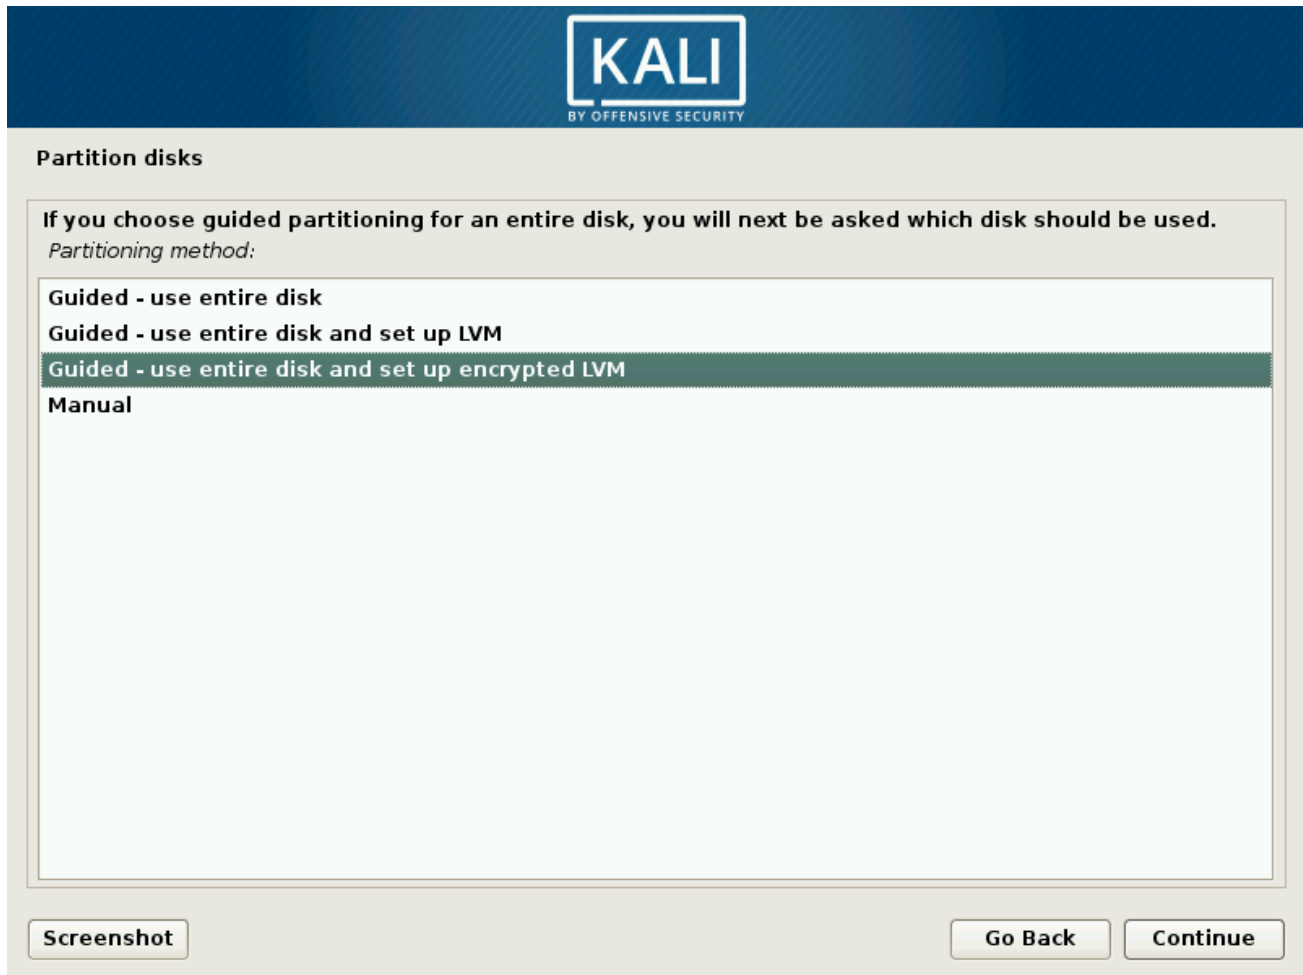 KALI
BY OFFENSIVE SECURITY
Partition disks
If you choose guided partitioning for an entire disk, you will next be asked which disk should be used.
Partitioning method:
Guided - use entire disk
Guided - use entire disk and set up LVM
Guided - use entire disk and set up encrypted LVM
Manual
Screenshot
Go Back
Continue